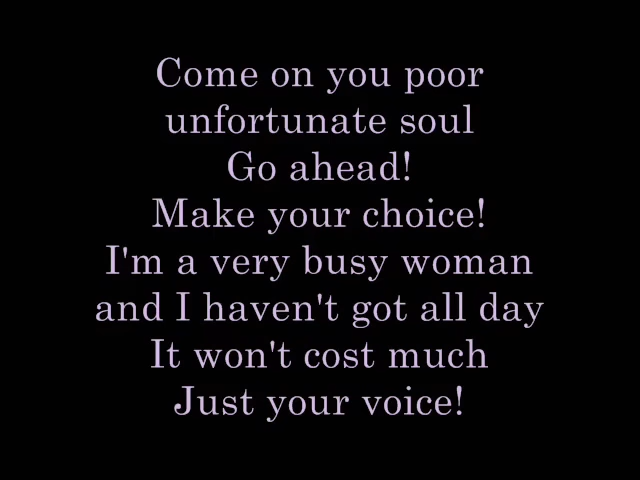 Come on you poor
unfortunate soul
Go ahead!
Make your choice!
I'm a very busy woman
and I haven't got all day
It won't cost much
Just your voice!